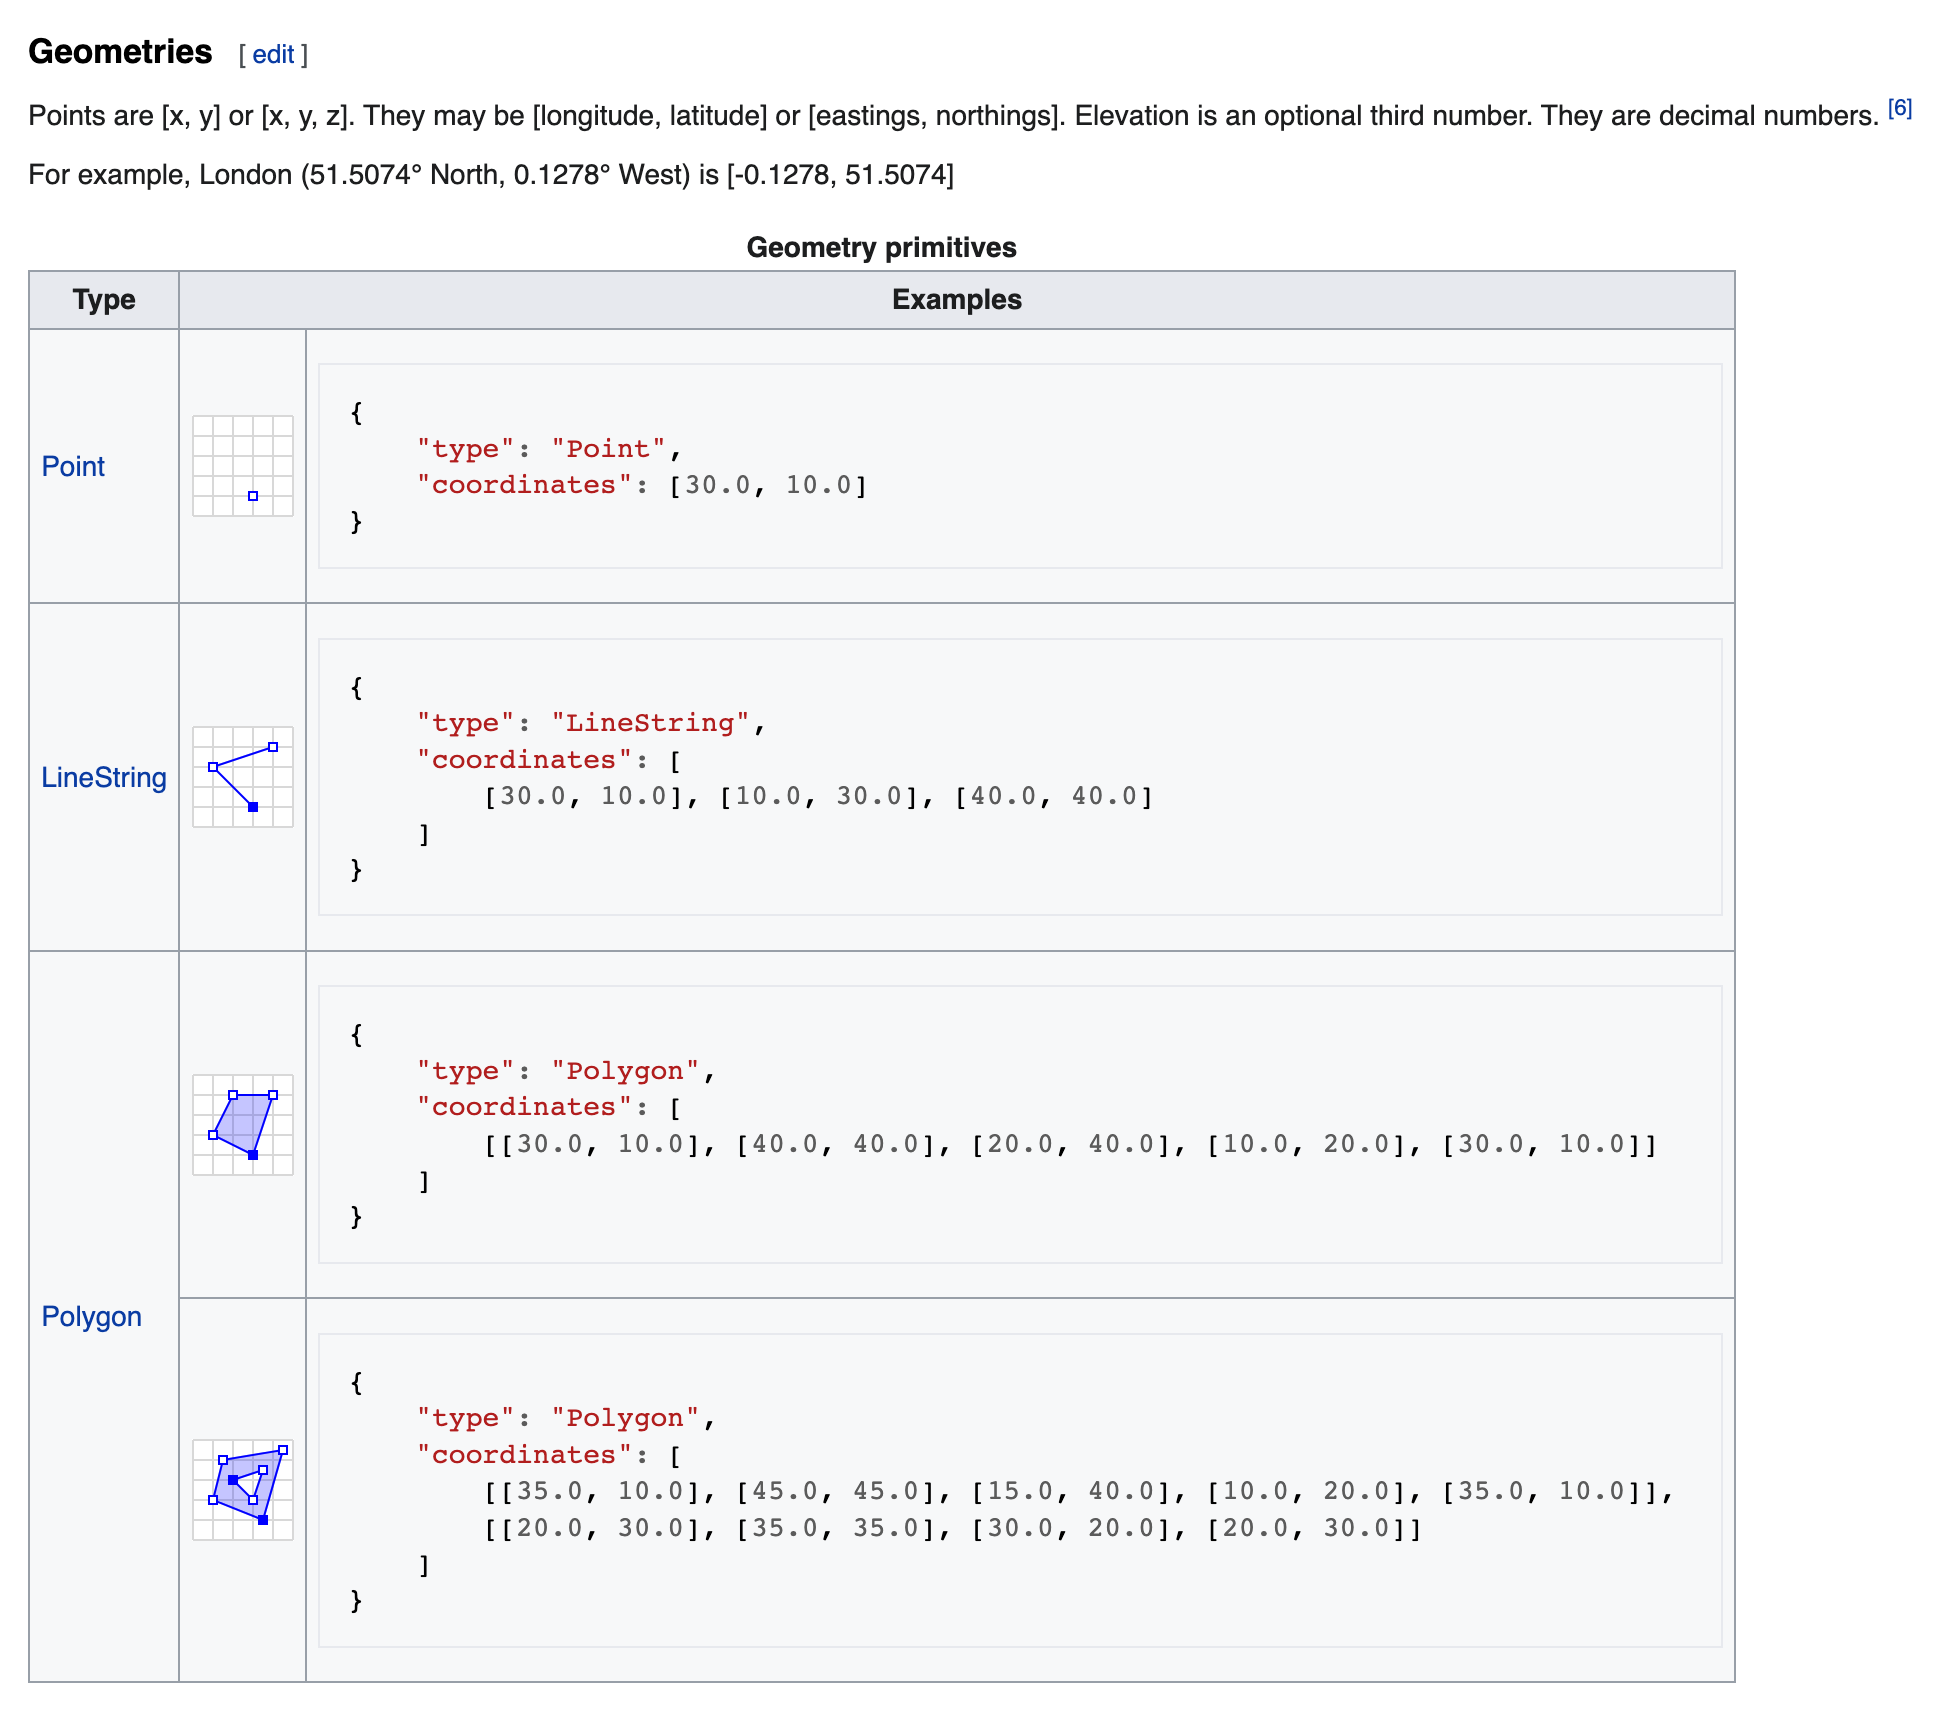 Geometries [ edit ]
Points are [x, y] or [x, y, z]. They may be [longitude, latitude] or [eastings, northings]. Elevation is an optional third number. They are decimal numbers. [6]
For example, London (51.5074° North, 0.1278° West) is [-0.1278, 51.5074]
Geometry primitives
Type Examples
Point
{
    "type": "Point",
    "coordinates": [30.0, 10.0]
}
LineString
{
    "type": "LineString",
    "coordinates": [
        [30.0, 10.0], [10.0, 30.0], [40.0, 40.0]
    ]
}
Polygon
{
    "type": "Polygon",
    "coordinates": [
        [[30.0, 10.0], [40.0, 40.0], [20.0, 40.0], [10.0, 20.0], [30.0, 10.0]]
    ]
}
{
    "type": "Polygon",
    "coordinates": [
        [[35.0, 10.0], [45.0, 45.0], [15.0, 40.0], [10.0, 20.0], [35.0, 10.0]],
        [[20.0, 30.0], [35.0, 35.0], [30.0, 20.0], [20.0, 30.0]]
    ]
}